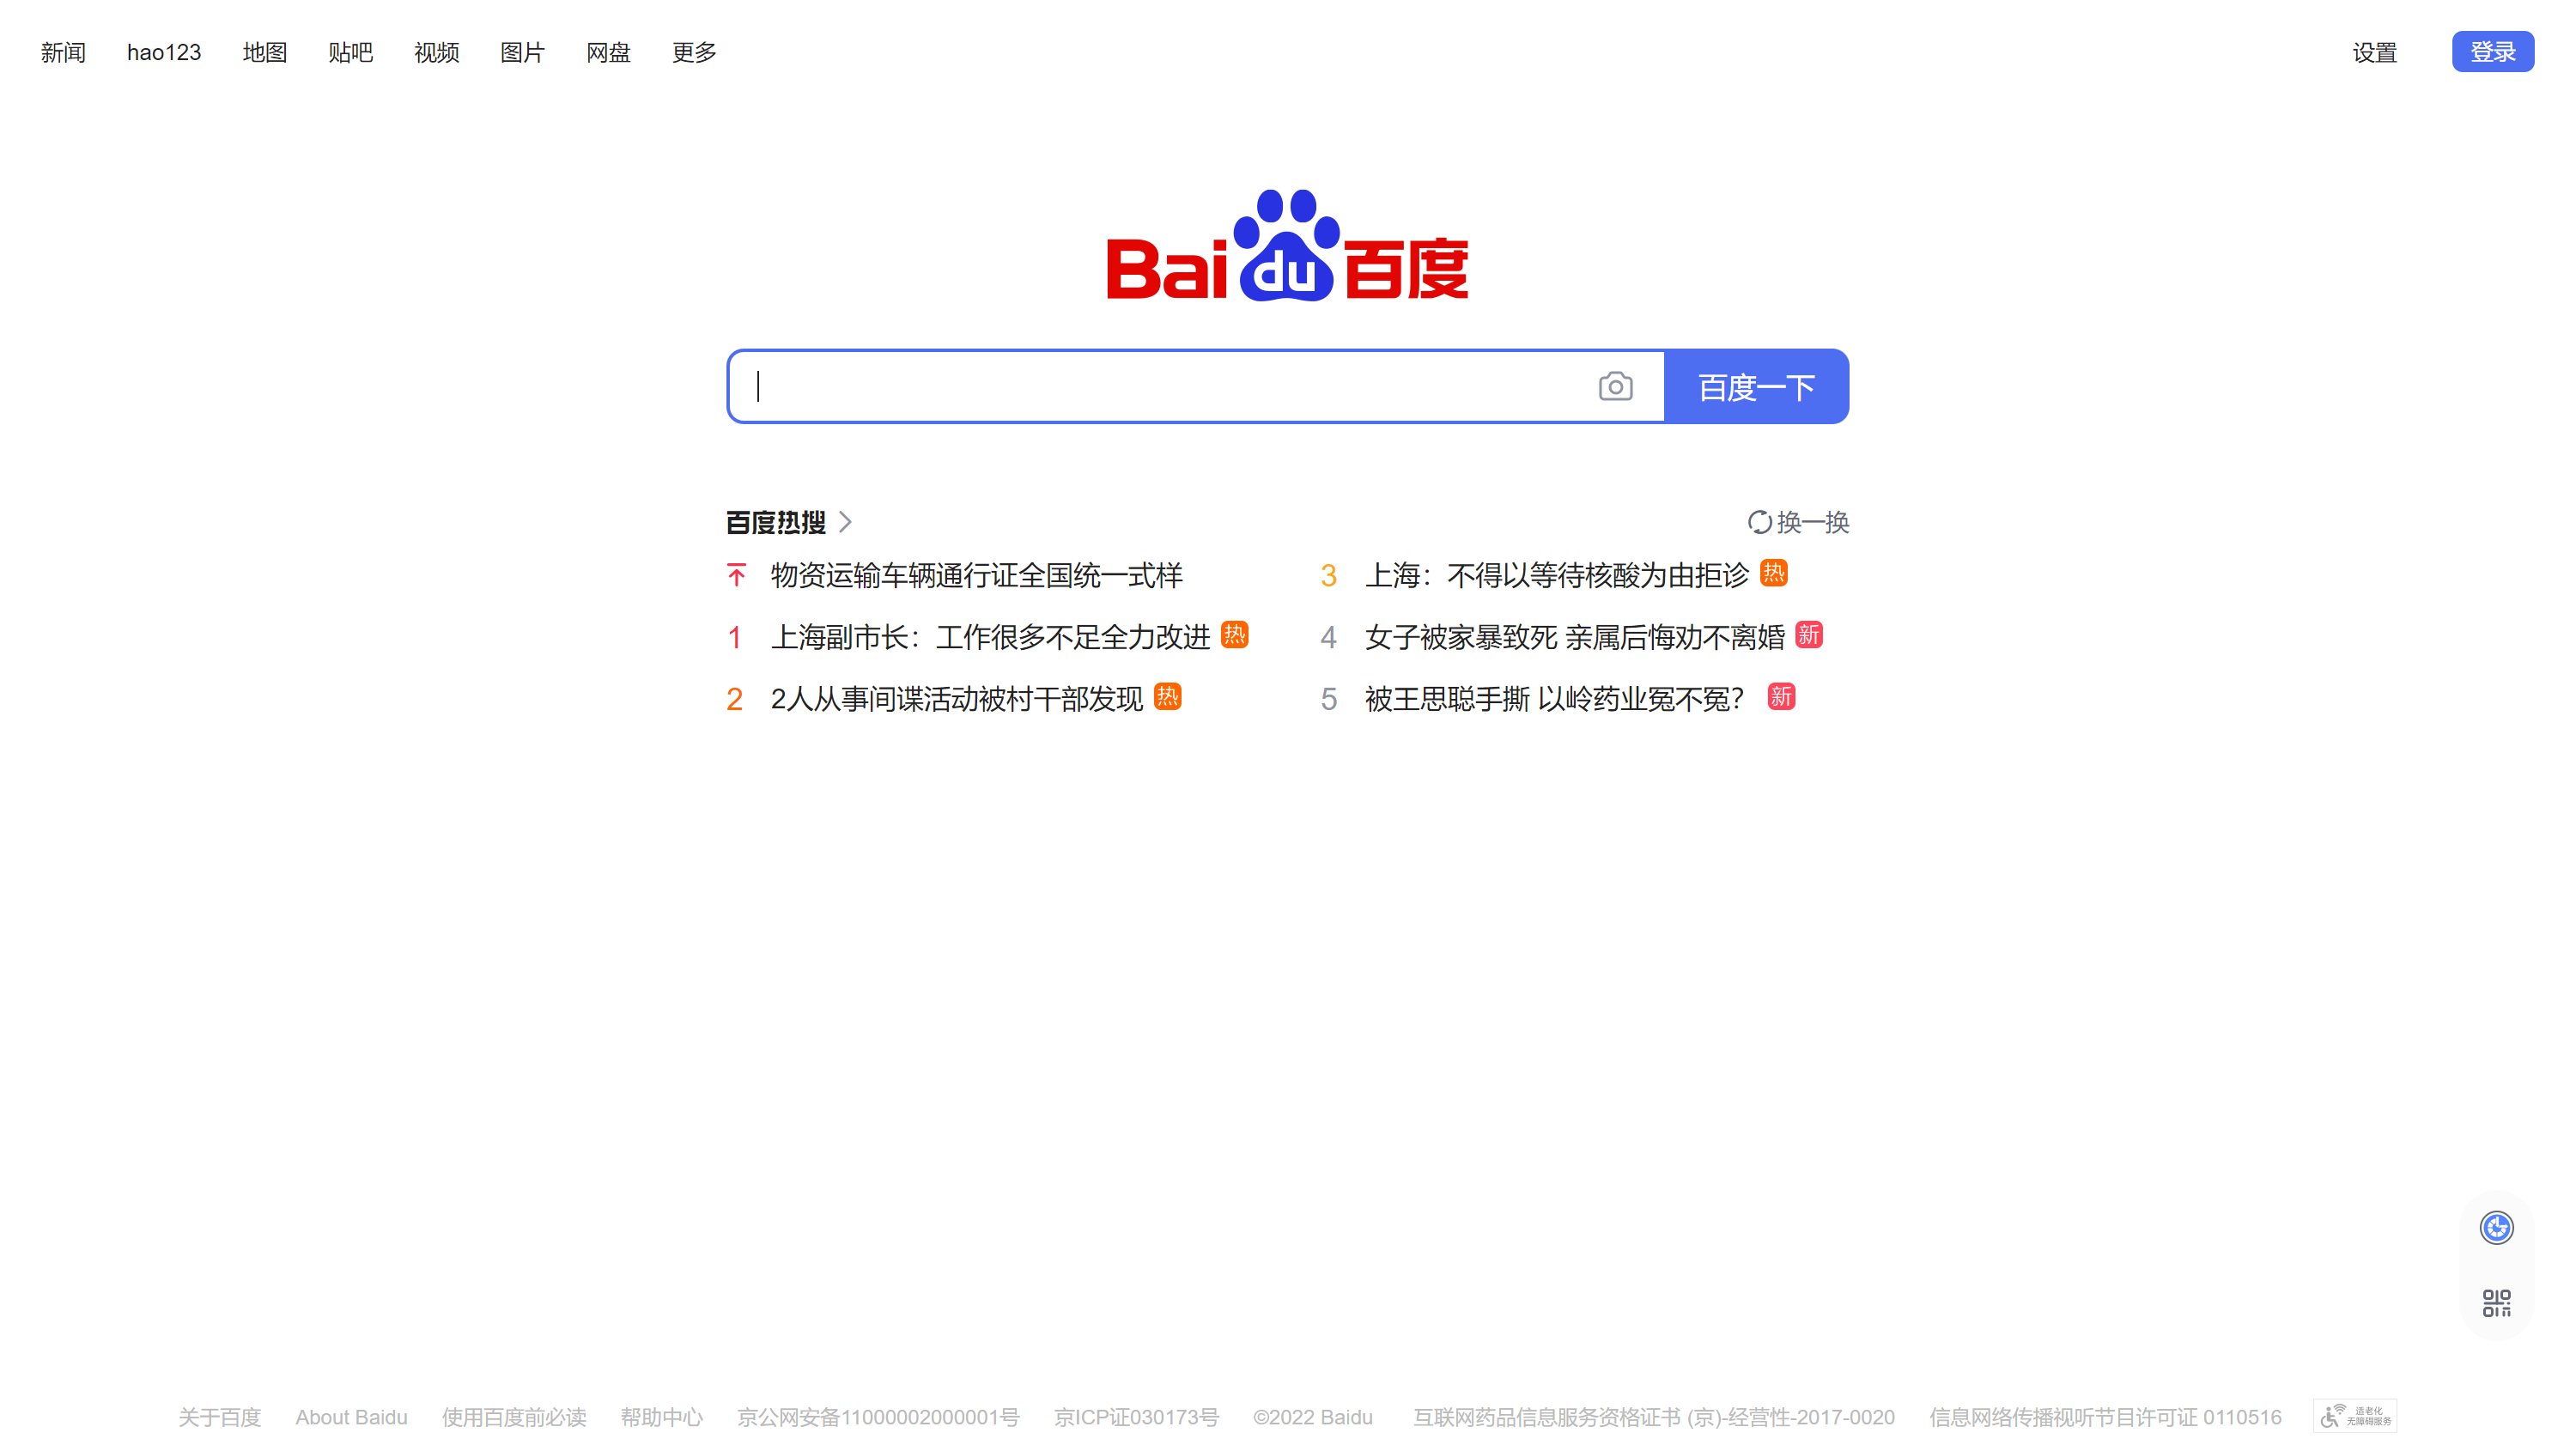 新闻 hao123 地图 贴吧 视频 图片 网盘 更多 设置 登录
Bai du 百度
百度一下
百度热搜 换一换
物资运输车辆通行证全国统一式样
1 上海副市长：工作很多不足全力改进 热
2 2人从事间谍活动被村干部发现 热
3 上海：不得以等待核酸为由拒诊 热
4 女子被家暴致死 亲属后悔劝不离婚 新
5 被王思聪手撕 以岭药业冤不冤？ 新
关于百度 About Baidu 使用百度前必读 帮助中心 京公网安备11000002000001号 京ICP证030173号 ©2022 Baidu 互联网药品信息服务资格证书 (京)-经营性-2017-0020 信息网络传播视听节目许可证 0110516
适老化
无障碍服务